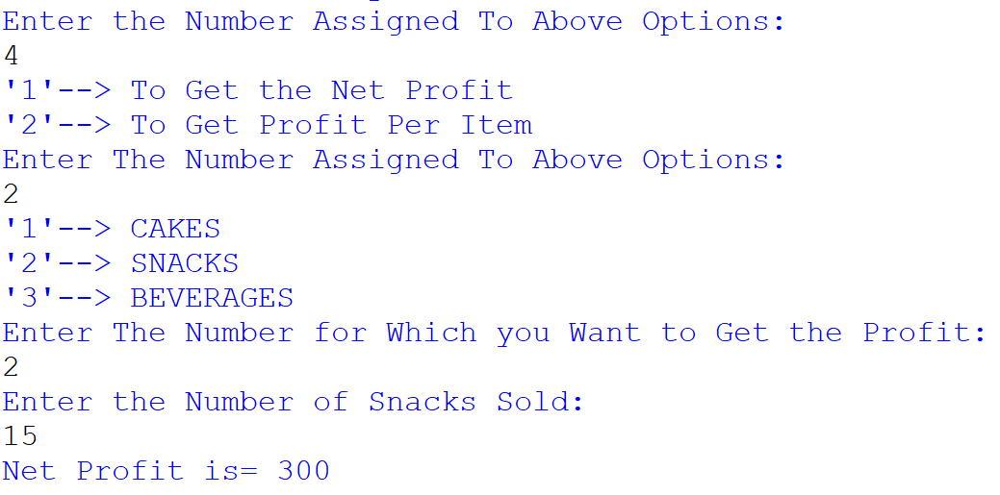 Enter the Number Assigned To Above Options:
4
'1'--> To Get the Net Profit
'2'--> To Get Profit Per Item
Enter The Number Assigned To Above Options:
2
'1'--> CAKES
'2'--> SNACKS
'3'--> BEVERAGES
Enter The Number for Which you Want to Get the Profit:
2
Enter the Number of Snacks Sold:
15
Net Profit is= 300